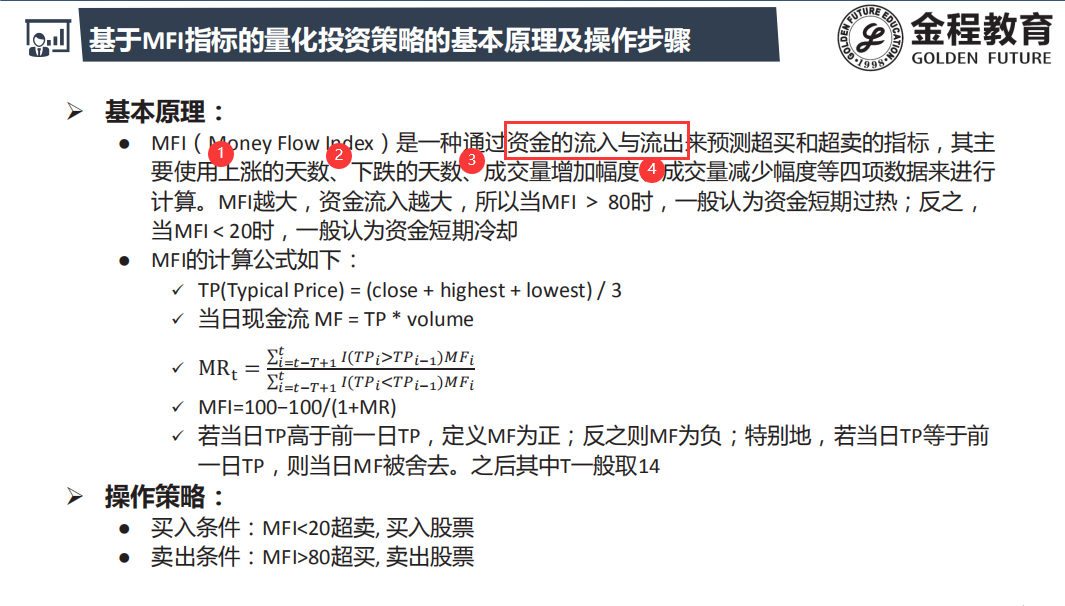 基于MFI指标的量化投资策略的基本原理及操作步骤
GOLDEN FUTURE EDUCATION
1998
金程教育
GOLDEN FUTURE
基本原理：
MFI（Money Flow Index）是一种通过资金的流入与流出来预测超买和超卖的指标，其主
1
2
3
4
要使用上涨的天数、下跌的天数、成交量增加幅度、成交量减少幅度等四项数据来进行
计算。MFI越大，资金流入越大，所以当MFI > 80时，一般认为资金短期过热；反之，
当MFI < 20时，一般认为资金短期冷却
MFI的计算公式如下：
TP(Typical Price) = (close + highest + lowest) / 3
当日现金流 MF = TP * volume
MR_t = \frac{\sum_{i=t-T+1}^{t} I(TP_i>TP_{i-1})MF_i}{\sum_{i=t-T+1}^{t} I(TP_i<TP_{i-1})MF_i}
MFI=100−100/(1+MR)
若当日TP高于前一日TP，定义MF为正；反之则MF为负；特别地，若当日TP等于前
一日TP，则当日MF被舍去。之后其中T一般取14
操作策略：
买入条件：MFI<20超卖, 买入股票
卖出条件：MFI>80超买, 卖出股票